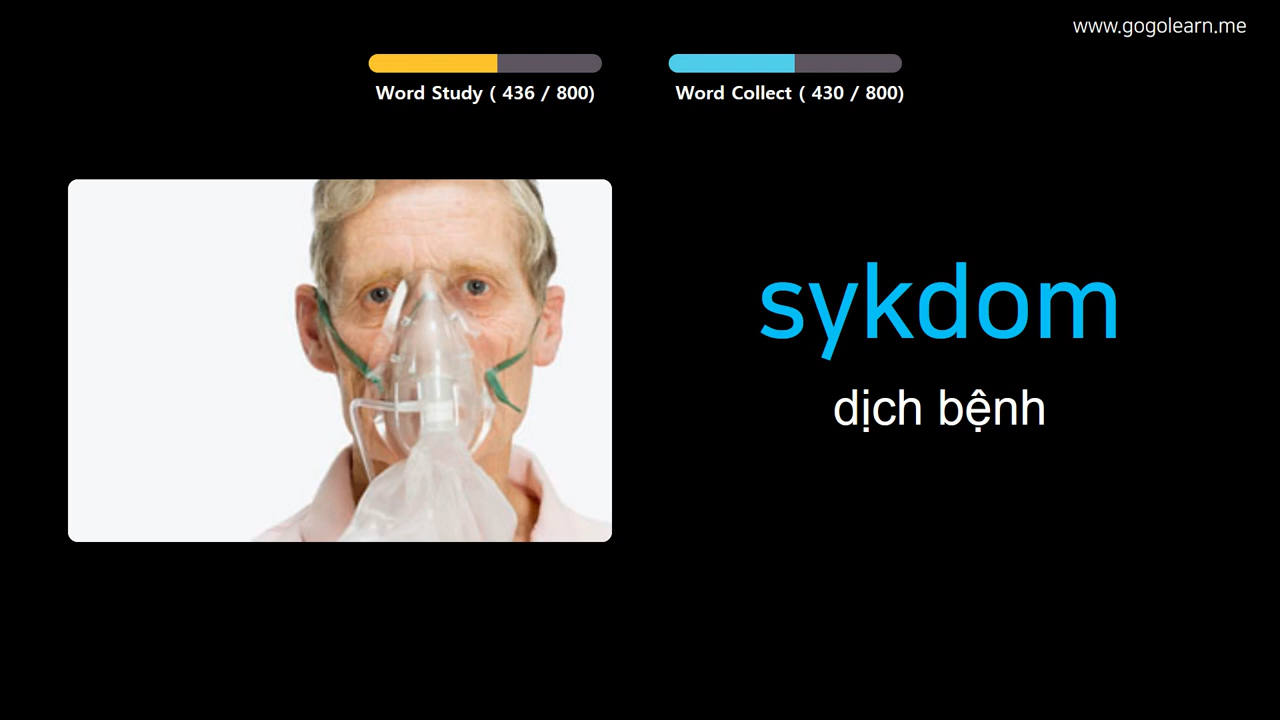 www.gogolearn.me
Word Study ( 436 / 800)
Word Collect ( 430 / 800)
sykdom
dịch bệnh